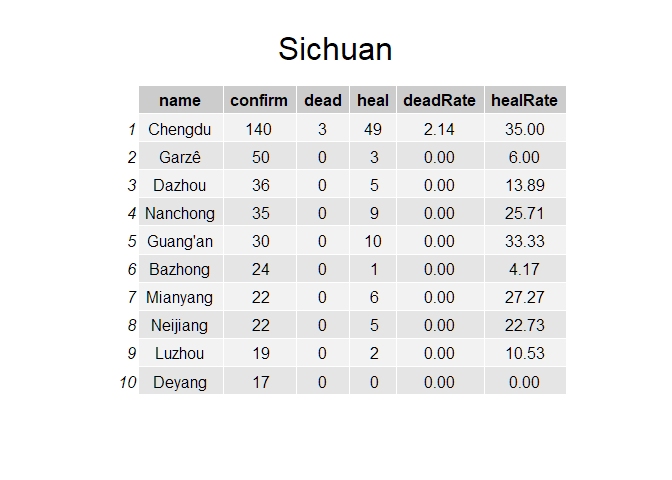 Sichuan
name confirm dead heal deadRate healRate
1 Chengdu 140 3 49 2.14 35.00
2 Garzê 50 0 3 0.00 6.00
3 Dazhou 36 0 5 0.00 13.89
4 Nanchong 35 0 9 0.00 25.71
5 Guang'an 30 0 10 0.00 33.33
6 Bazhong 24 0 1 0.00 4.17
7 Mianyang 22 0 6 0.00 27.27
8 Neijiang 22 0 5 0.00 22.73
9 Luzhou 19 0 2 0.00 10.53
10 Deyang 17 0 0 0.00 0.00